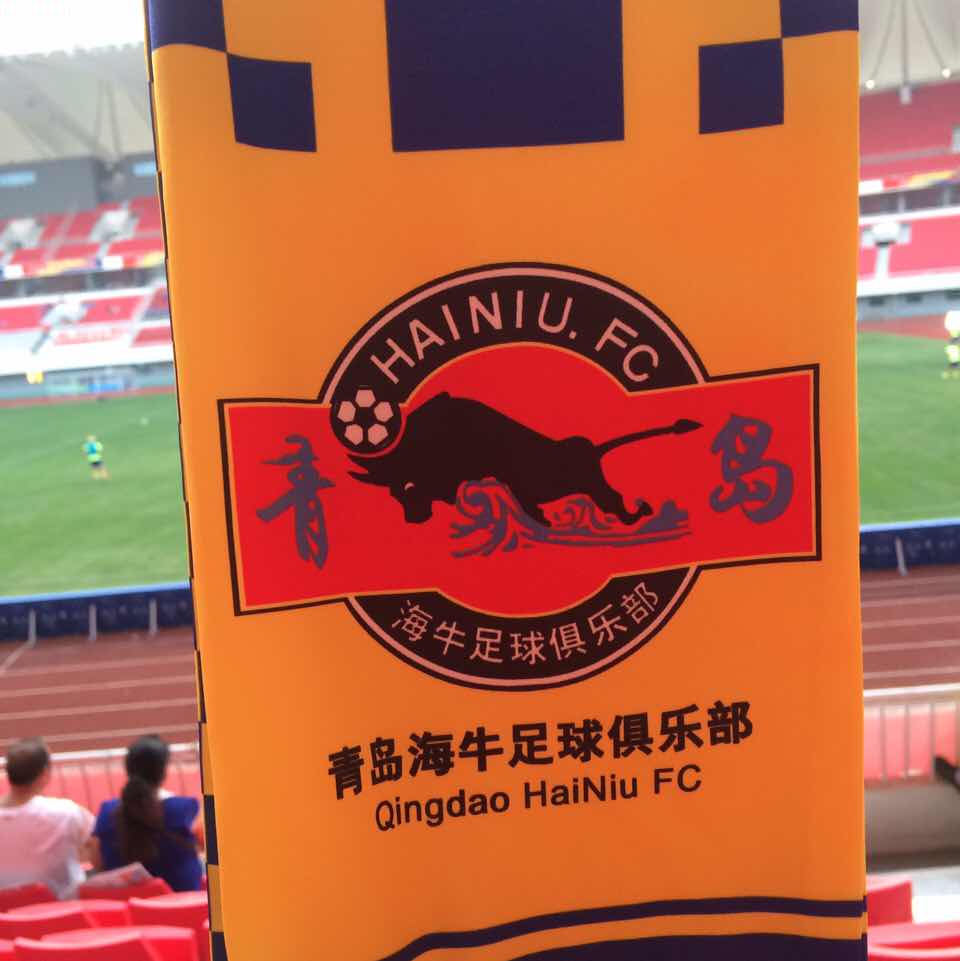 HAINIU. FC
青岛
海牛足球俱乐部
青岛海牛足球俱乐部
Qingdao HaiNiu FC